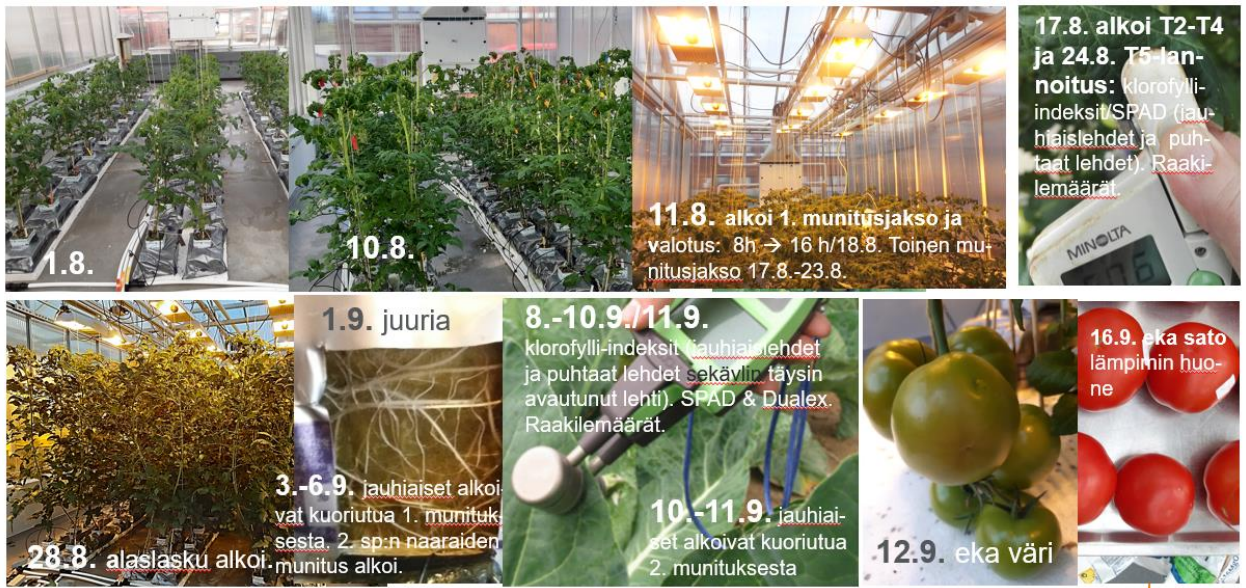 1.8.
10.8.
11.8. alkoi 1. munitusjakso ja
valotus: 8h → 16 h/18.8. Toinen mu-
nitusjakso 17.8.-23.8.
17.8. alkoi T2-T4
ja 24.8. T5-lan-
noitus: klorofylli-
indeksit/SPAD (jau-
hiaislehdet ja puh-
taat lehdet). Raaki-
lemäärät.
MINOLTA
28.8. alaslasku alkoi.
1.9. juuria
3.-6.9. jauhiaiset alkoi-
vat kuoriutua 1. munituk-
sesta, 2. sp:n naaraiden
munitus alkoi.
8.-10.9./11.9.
klorofylli-indeksit (jauhiaislehdet
ja puhtaat lehdet sekävlin täysin
avautunut lehti). SPAD & Dualex.
Raakilemäärät.
10.-11.9. jauhiai-
set alkoivat kuoriutua
2. munituksesta
12.9. eka väri
16.9. eka sato
lämpimin huo-
ne